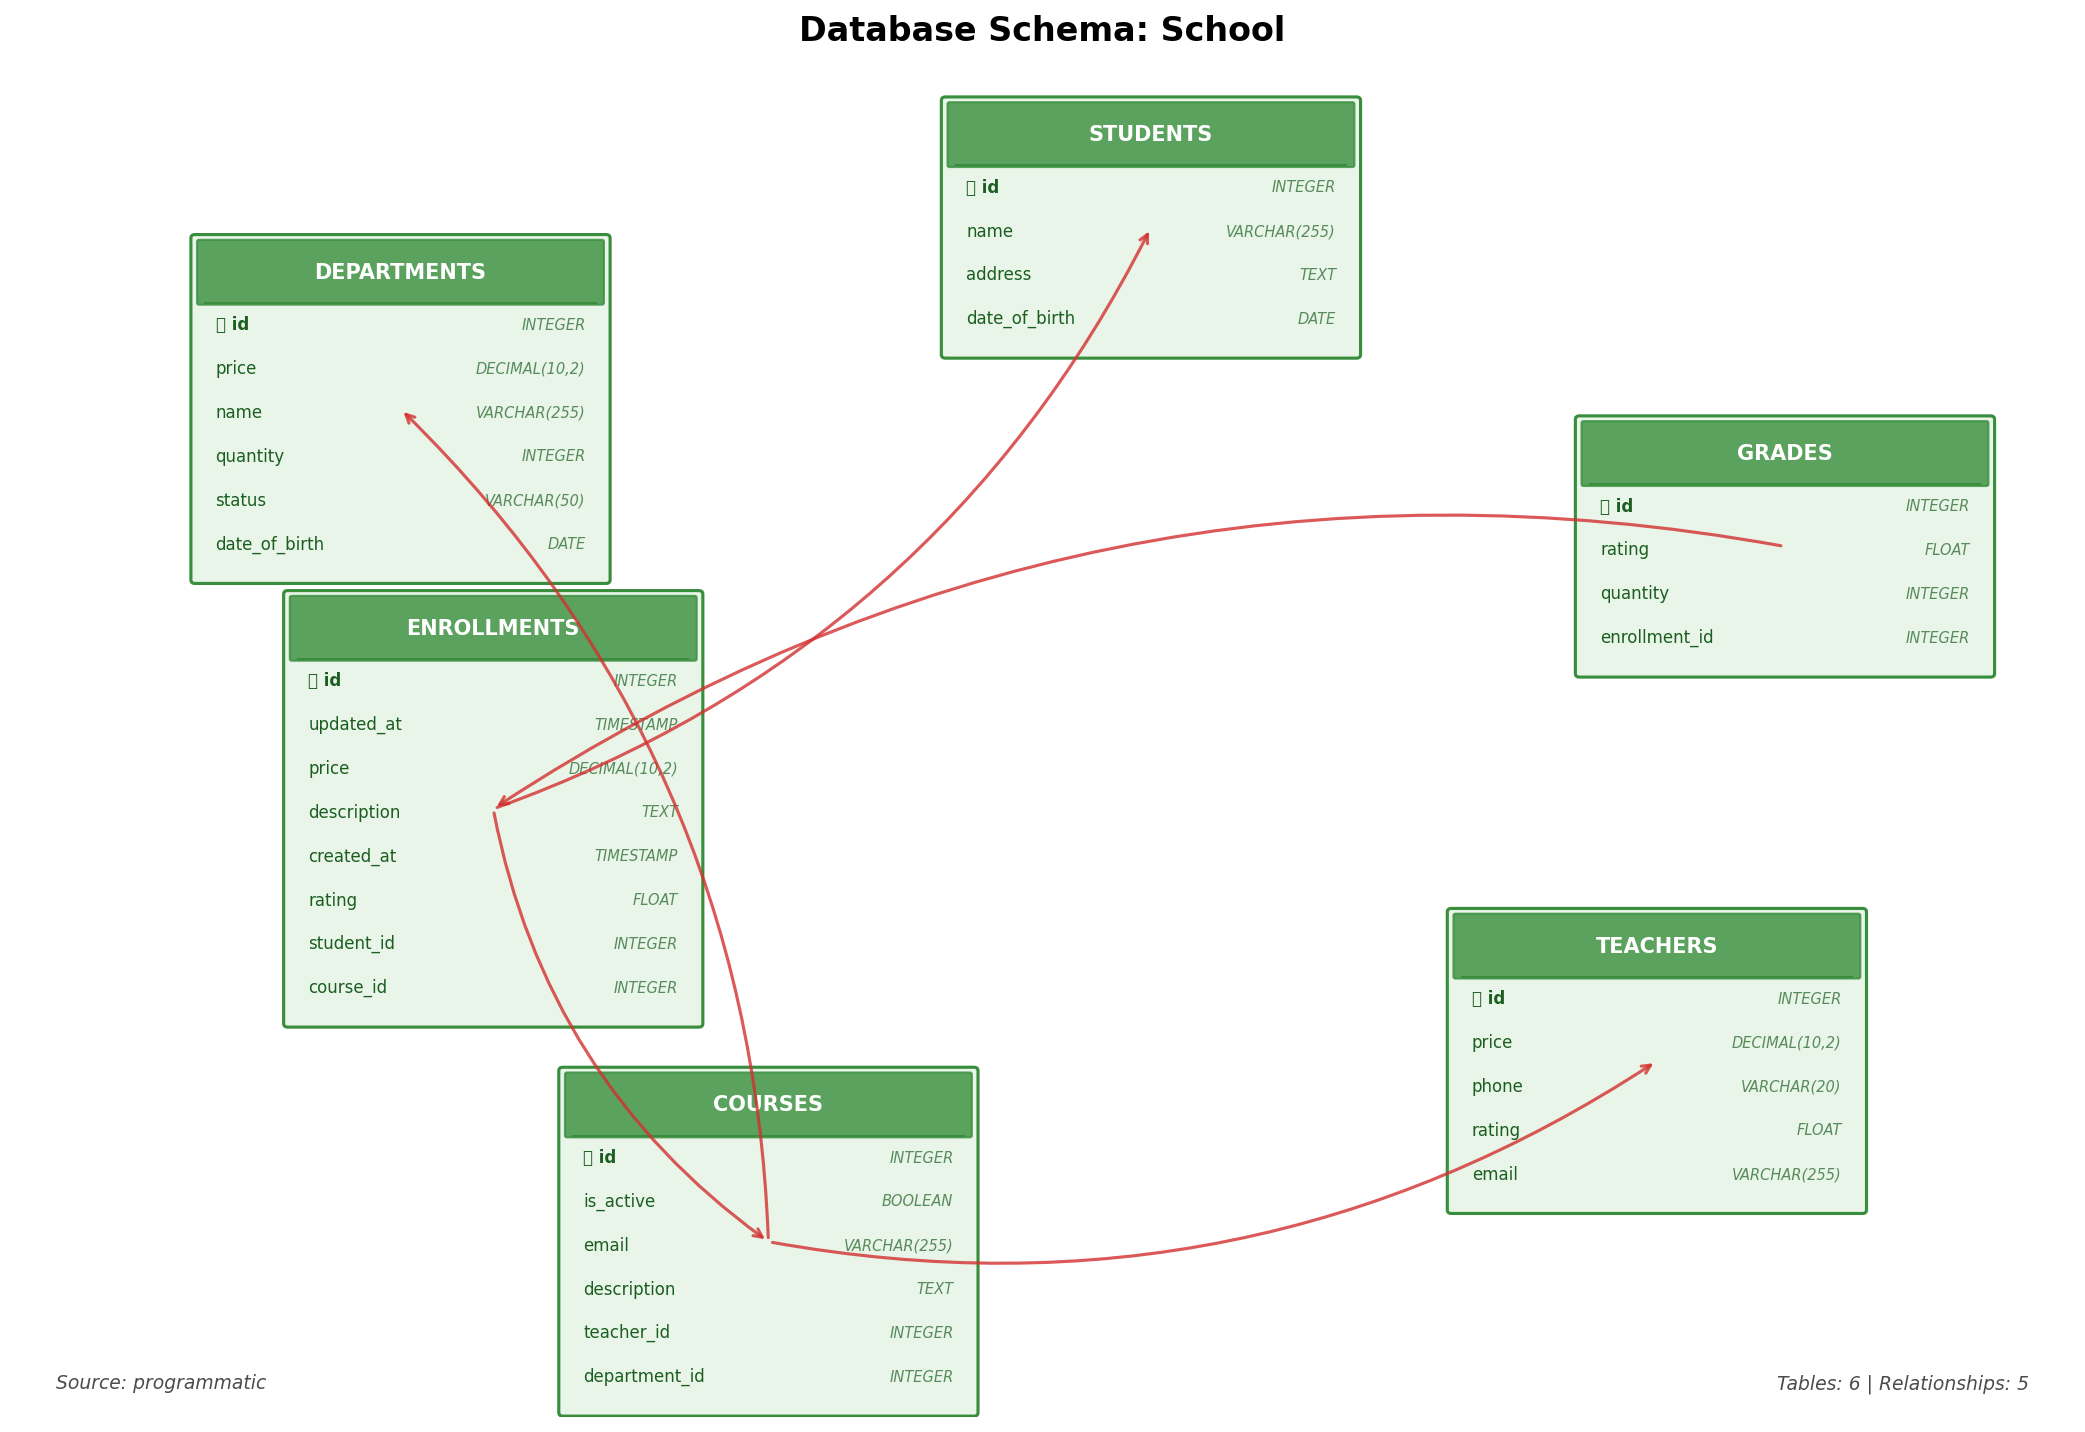 Database Schema: School
STUDENTS
id INTEGER
name VARCHAR(255)
address TEXT
date_of_birth DATE
DEPARTMENTS
id INTEGER
price DECIMAL(10,2)
name VARCHAR(255)
quantity INTEGER
status VARCHAR(50)
date_of_birth DATE
GRADES
id INTEGER
rating FLOAT
quantity INTEGER
enrollment_id INTEGER
ENROLLMENTS
id INTEGER
updated_at TIMESTAMP
price DECIMAL(10,2)
description TEXT
created_at TIMESTAMP
rating FLOAT
student_id INTEGER
course_id INTEGER
TEACHERS
id INTEGER
price DECIMAL(10,2)
phone VARCHAR(20)
rating FLOAT
email VARCHAR(255)
COURSES
id INTEGER
is_active BOOLEAN
email VARCHAR(255)
description TEXT
teacher_id INTEGER
department_id INTEGER
Source: programmatic
Tables: 6 | Relationships: 5